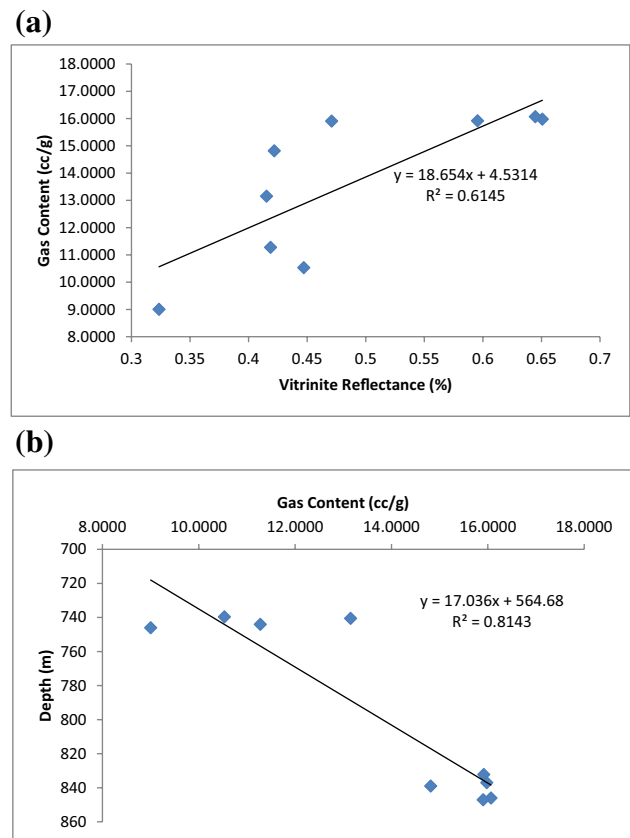 (a)
18.0000
17.0000
16.0000
15.0000
14.0000
13.0000
12.0000
11.0000
10.0000
9.0000
8.0000
Gas Content (cc/g)
y = 18.654x + 4.5314
R² = 0.6145
0.3 0.35 0.4 0.45 0.5 0.55 0.6 0.65 0.7
Vitrinite Reflectance (%)
(b)
Gas Content (cc/g)
8.0000 10.0000 12.0000 14.0000 16.0000 18.0000
700
720
740
760
780
800
820
840
860
Depth (m)
y = 17.036x + 564.68
R² = 0.8143